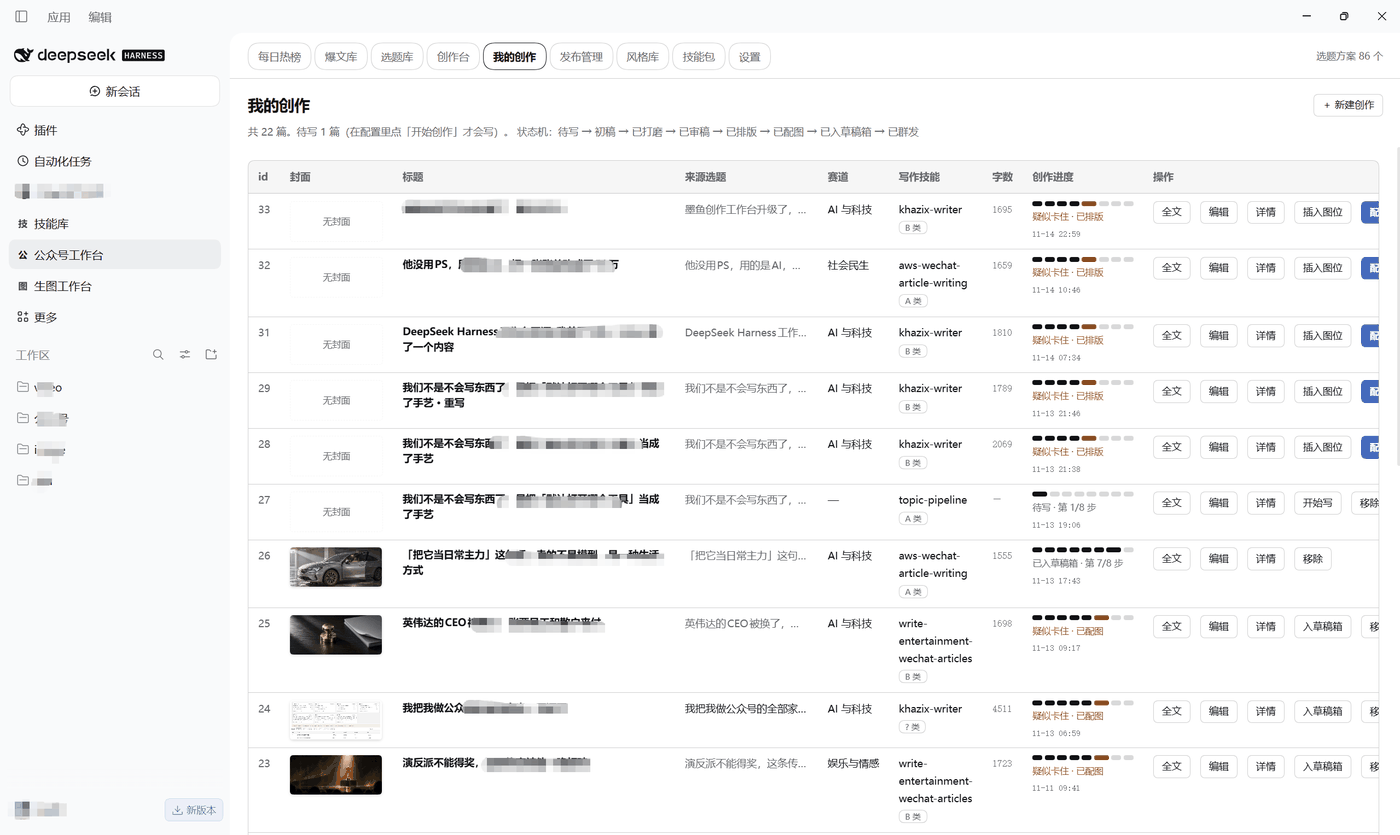 应用 编辑
deepseek HARNESS
新会话
插件
自动化任务
技 技能库
公 公众号工作台
图 生图工作台
更多
工作区
新版本
每日热榜 爆文库 选题库 创作台 我的创作 发布管理 风格库 技能包 设置
选题方案 86 个
我的创作
+ 新建创作
共 22 篇。待写 1 篇（在配置里点「开始创作」才会写）。 状态机：待写 → 初稿 → 已打磨 → 已审稿 → 已排版 → 已配图 → 已入草稿箱 → 已群发
id 封面 标题 来源选题 赛道 写作技能 字数 创作进度 操作
33 无封面 墨鱼创作工作台升级了，... AI 与科技 khazix-writer 1695 全文 编辑 详情 插入图位
B 类 疑似卡住 · 已排版
11-14 22:59
32 无封面 他没用PS， 万 他没用PS，用的是AI，... 社会民生 aws-wechat- 1659 全文 编辑 详情 插入图位
article-writing 疑似卡住 · 已排版
A 类 11-14 10:46
31 无封面 DeepSeek Harness DeepSeek Harness工作... AI 与科技 khazix-writer 1810 全文 编辑 详情 插入图位
了一个内容 B 类 疑似卡住 · 已排版
11-14 07:34
29 无封面 我们不是不会写东西了 我们不是不会写东西了，... AI 与科技 khazix-writer 1789 全文 编辑 详情 插入图位
了手艺 · 重写 B 类 疑似卡住 · 已排版
11-13 21:46
28 无封面 我们不是不会写东西 当成 我们不是不会写东西了，... AI 与科技 khazix-writer 2069 全文 编辑 详情 插入图位
了手艺 B 类 疑似卡住 · 已排版
11-13 21:38
27 无封面 我们不是不会写东西了 具」当成 我们不是不会写东西了，... — topic-pipeline — 全文 编辑 详情 开始写 移除
了手艺 A 类 待写 · 第 1/8 步
11-13 19:06
26 「把它当日常主力」这 「把它当日常主力」这句... AI 与科技 aws-wechat- 1555 全文 编辑 详情 移除
方式 article-writing 已入草稿箱 · 第 7/8 步
A 类 11-13 17:43
25 英伟达的CEO 英伟达的CEO被换了，... AI 与科技 write- 1698 全文 编辑 详情 入草稿箱 移
entertainment- 疑似卡住 · 已配图
wechat-articles 11-13 09:17
B 类
24 我把我做公众 我把我做公众号的全部家... AI 与科技 khazix-writer 4511 全文 编辑 详情 入草稿箱 移
? 类 疑似卡住 · 已配图
11-13 06:59
23 演反派不能得奖， 演反派不能得奖，这条传... 娱乐与情感 write- 1723 全文 编辑 详情 入草稿箱 移
entertainment- 疑似卡住 · 已配图
wechat-articles 11-11 09:41
B 类